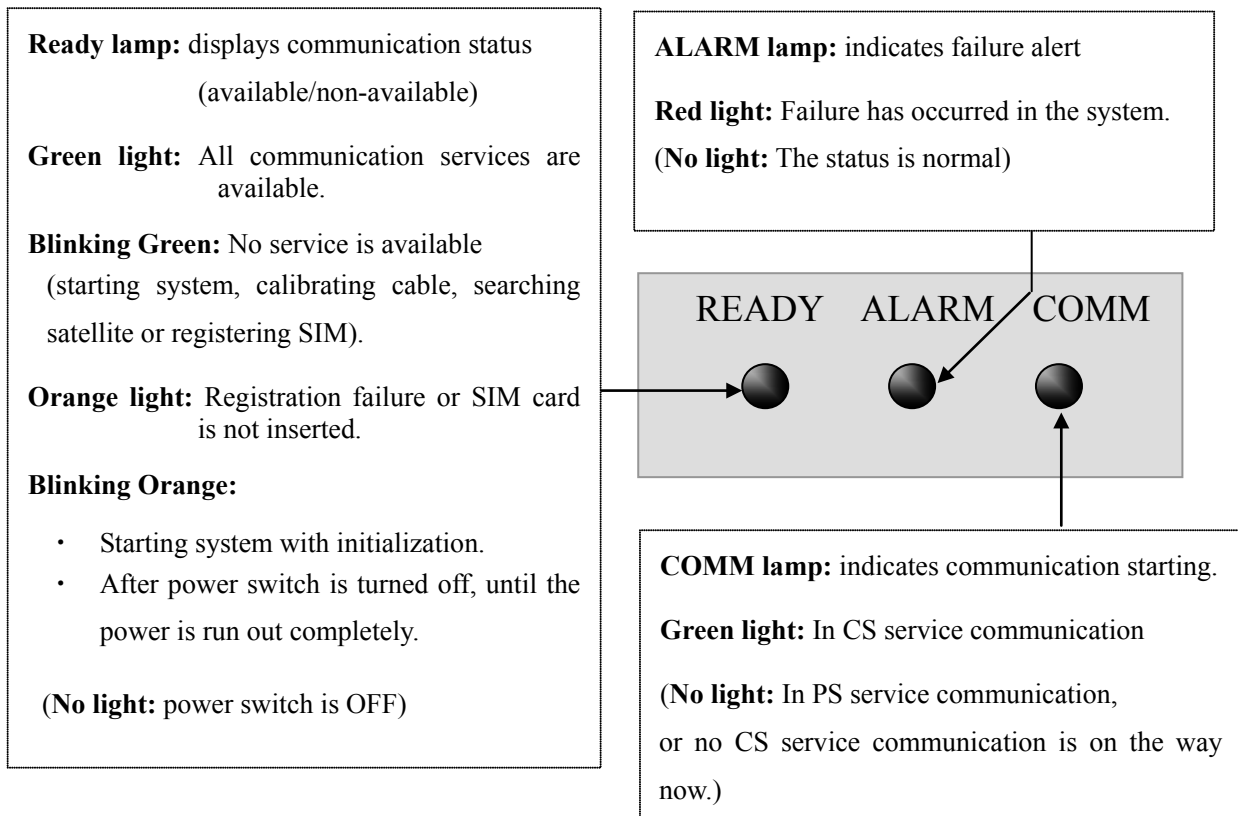 Ready lamp: displays communication status
(available/non-available)
Green light: All communication services are
available.
Blinking Green: No service is available
(starting system, calibrating cable, searching
satellite or registering SIM).
Orange light: Registration failure or SIM card
is not inserted.
Blinking Orange:
・ Starting system with initialization.
・ After power switch is turned off, until the
power is run out completely.
(No light: power switch is OFF)
ALARM lamp: indicates failure alert
Red light: Failure has occurred in the system.
(No light: The status is normal)
READY ALARM COMM
COMM lamp: indicates communication starting.
Green light: In CS service communication
(No light: In PS service communication,
or no CS service communication is on the way
now.)